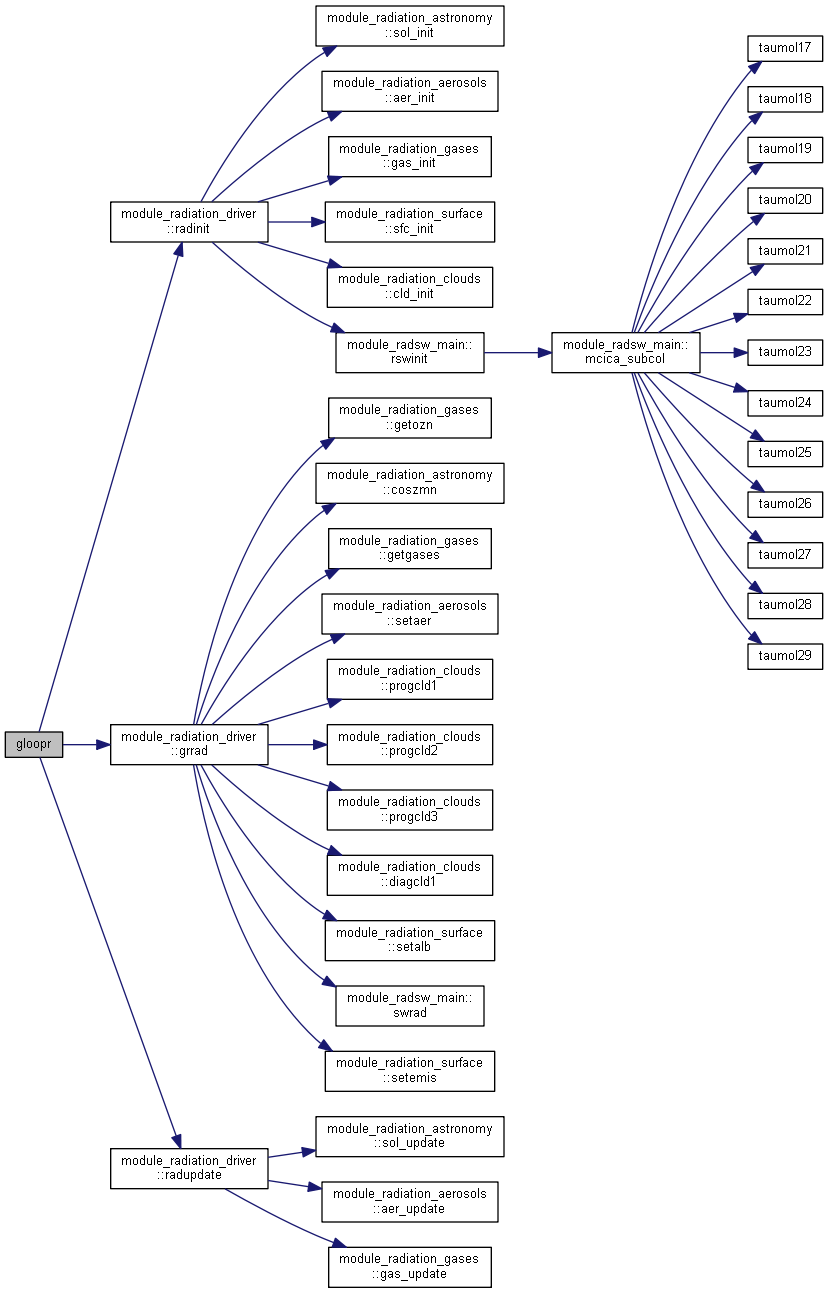 gloopr
module_radiation_driver
::radinit
module_radiation_astronomy
::sol_init
module_radiation_aerosols
::aer_init
module_radiation_gases
::gas_init
module_radiation_surface
::sfc_init
module_radiation_clouds
::cld_init
module_radsw_main::
rswinit
module_radsw_main::
mcica_subcol
taumol17
taumol18
taumol19
taumol20
taumol21
taumol22
taumol23
taumol24
taumol25
taumol26
taumol27
taumol28
taumol29
module_radiation_driver
::grrad
module_radiation_gases
::getozn
module_radiation_astronomy
::coszmn
module_radiation_gases
::getgases
module_radiation_aerosols
::setaer
module_radiation_clouds
::progcld1
module_radiation_clouds
::progcld2
module_radiation_clouds
::progcld3
module_radiation_clouds
::diagcld1
module_radiation_surface
::setalb
module_radsw_main::
swrad
module_radiation_surface
::setemis
module_radiation_driver
::radupdate
module_radiation_astronomy
::sol_update
module_radiation_aerosols
::aer_update
module_radiation_gases
::gas_update